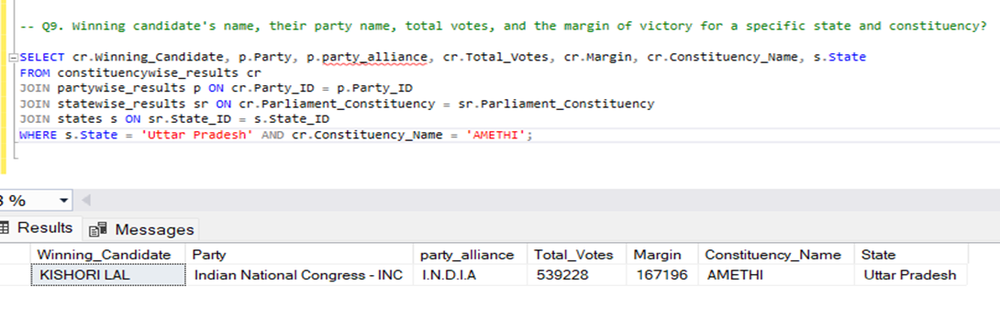 -- Q9. Winning candidate's name, their party name, total votes, and the margin of victory for a specific state and constituency?
SELECT cr.Winning_Candidate, p.Party, p.party_alliance, cr.Total_Votes, cr.Margin, cr.Constituency_Name, s.State
FROM constituencywise_results cr
JOIN partywise_results p ON cr.Party_ID = p.Party_ID
JOIN statewise_results sr ON cr.Parliament_Constituency = sr.Parliament_Constituency
JOIN states s ON sr.State_ID = s.State_ID
WHERE s.State = 'Uttar Pradesh' AND cr.Constituency_Name = 'AMETHI';
%
Results Messages
Winning_Candidate Party party_alliance Total_Votes Margin Constituency_Name State
KISHORI LAL Indian National Congress - INC I.N.D.I.A 539228 167196 AMETHI Uttar Pradesh